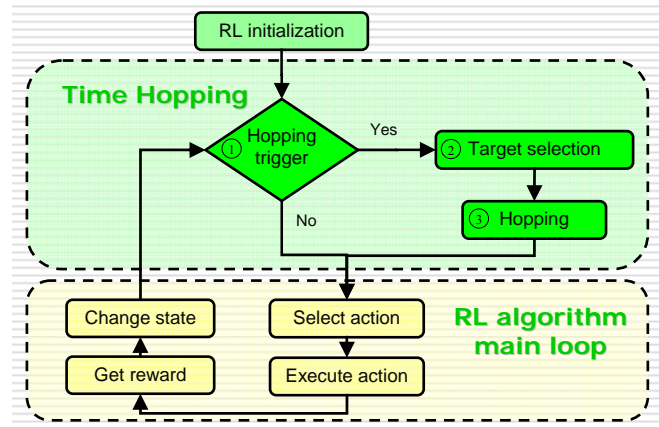 RL initialization
Time Hopping
① Hopping
trigger
Yes
② Target selection
③ Hopping
No
Change state
Select action
RL algorithm
main loop
Get reward
Execute action